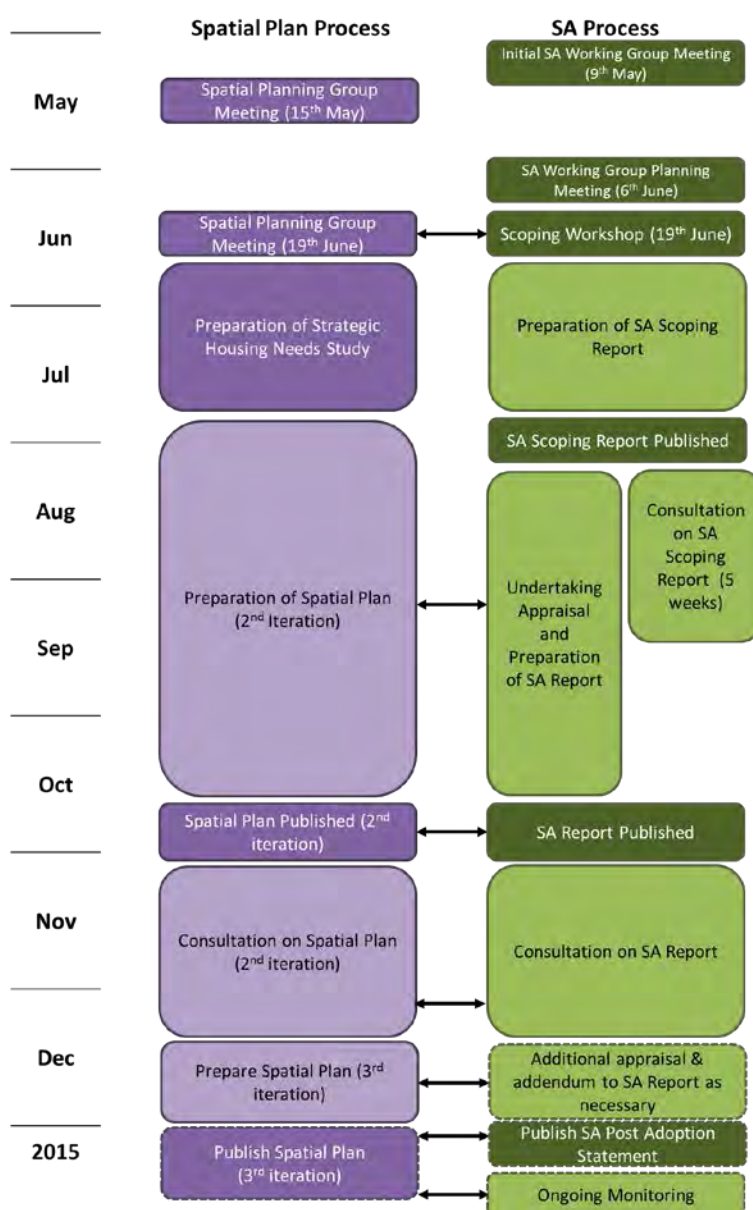 Spatial Plan Process
SA Process
Initial SA Working Group Meeting
(9th May)
May
Spatial Planning Group
Meeting (15th May)
SA Working Group Planning
Meeting (6th June)
Jun
Spatial Planning Group
Meeting (19th June)
Scoping Workshop (19th June)
Preparation of Strategic
Housing Needs Study
Preparation of SA Scoping
Report
Jul
SA Scoping Report Published
Aug
Consultation
on SA
Scoping
Report (5
weeks)
Preparation of Spatial Plan
(2nd Iteration)
Undertaking
Appraisal
and
Preparation
of SA Report
Sep
Oct
Spatial Plan Published (2nd
iteration)
SA Report Published
Nov
Consultation on Spatial Plan
(2nd iteration)
Consultation on SA Report
Dec
Prepare Spatial Plan (3rd
iteration)
Additional appraisal &
addendum to SA Report as
necessary
2015
Publish Spatial Plan
(3rd iteration)
Publish SA Post Adoption
Statement
Ongoing Monitoring